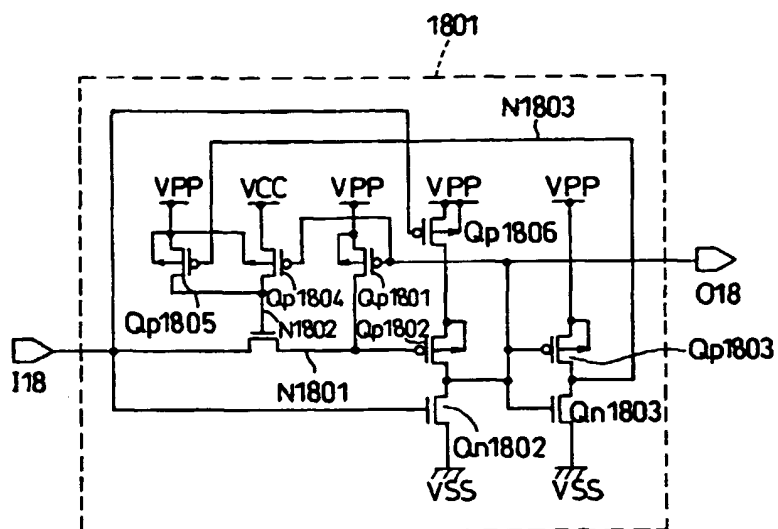 1801
N1803
VPP
VCC
VPP
VPP
VPP
Qp1806
Qp1805
Qp1804
Qp1801
O18
N1802
Qp1802
Qp1803
I18
N1801
Qn1803
Qn1802
VSS
VSS